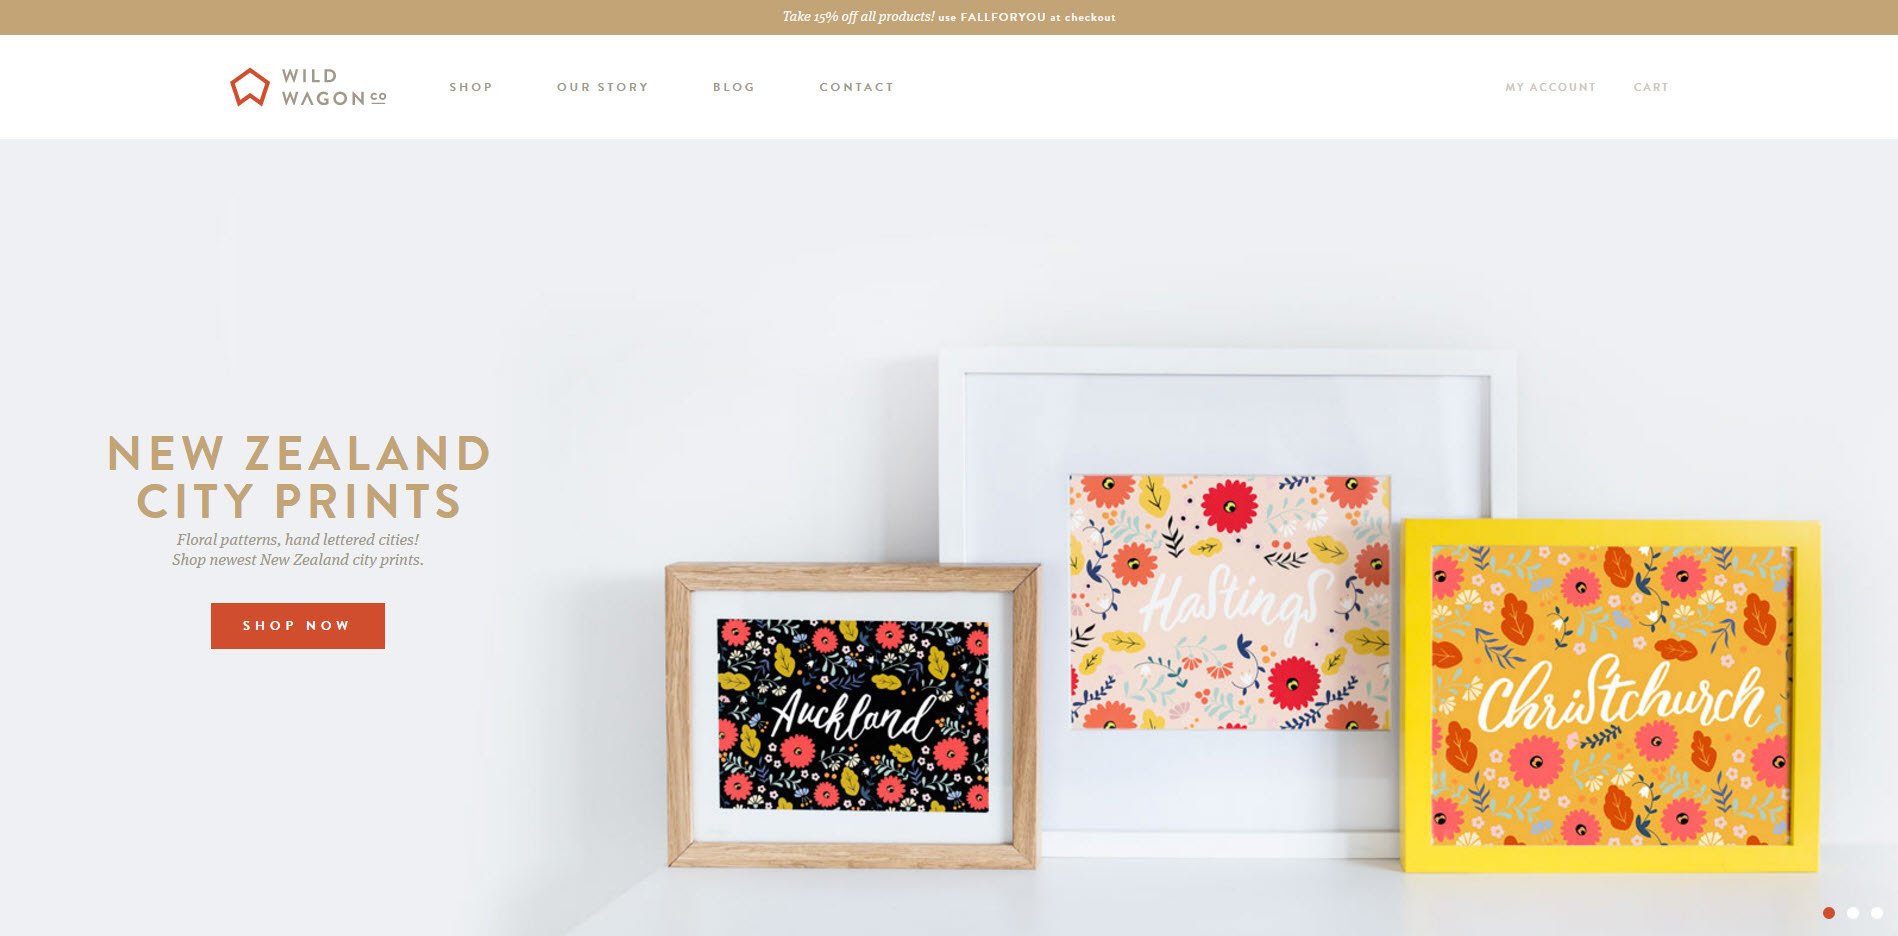 Take 15% off all products! use FALLFORYOU at checkout
WILD
WAGON CO
SHOP
OUR STORY
BLOG
CONTACT
MY ACCOUNT
CART
NEW ZEALAND
CITY PRINTS
Floral patterns, hand lettered cities!
Shop newest New Zealand city prints.
SHOP NOW
Auckland
Hastings
Christchurch